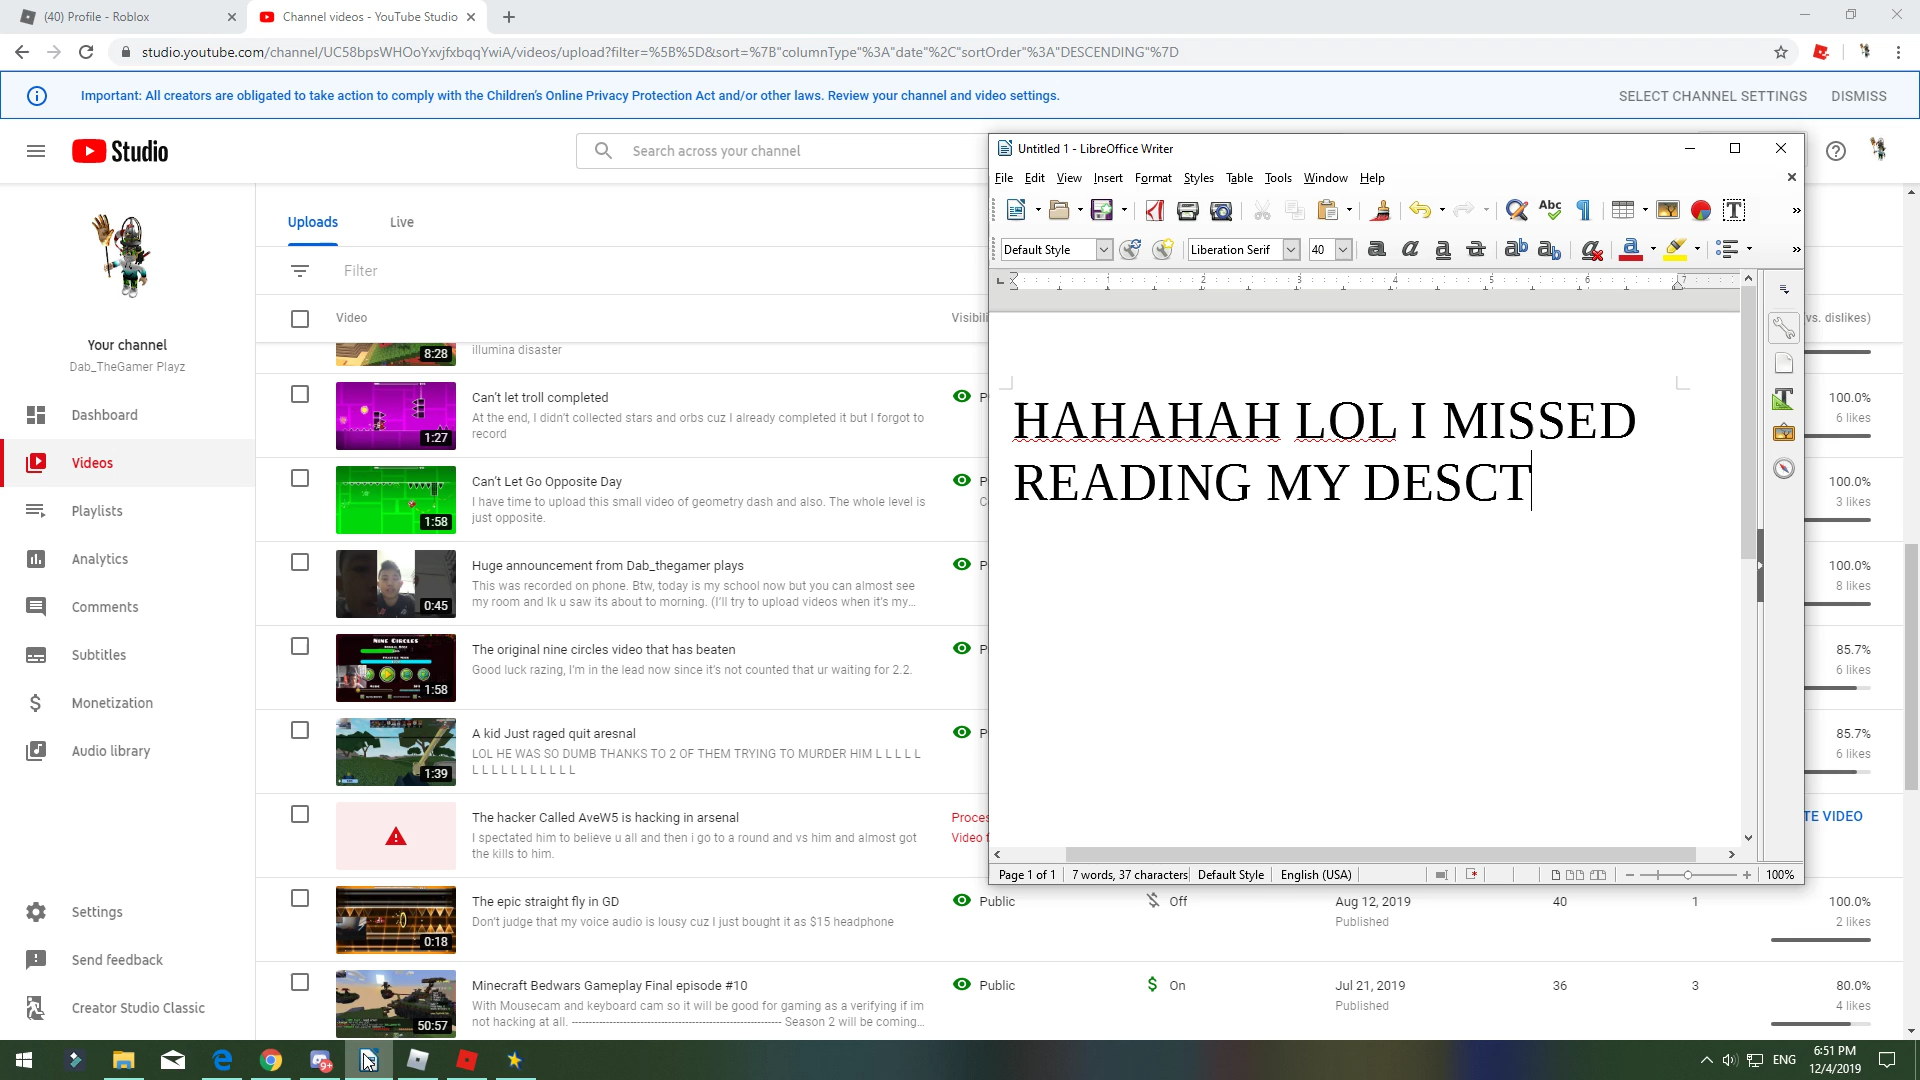 (40) Profile - Roblox
Channel videos - YouTube Studio
studio.youtube.com/channel/UC58bpsWHOoYxvjfxbqqYwiA/videos/upload?filter=%5B%5D&sort=%7B"columnType"%3A"date"%2C"sortOrder"%3A"DESCENDING"%7D
Important: All creators are obligated to take action to comply with the Children's Online Privacy Protection Act and/or other laws. Review your channel and video settings.
SELECT CHANNEL SETTINGS DISMISS
Studio
Search across your channel
Your channel
Dab_TheGamer Playz
Dashboard
Videos
Playlists
Analytics
Comments
Subtitles
Monetization
Audio library
Settings
Send feedback
Creator Studio Classic
Uploads Live
Filter
Video
8:28
illumina disaster
Can't let troll completed
At the end, I didn't collected stars and orbs cuz I already completed it but I forgot to
record
1:27
100.0%
6 likes
Can't Let Go Opposite Day
I have time to upload this small video of geometry dash and also. The whole level is
just opposite.
1:58
100.0%
3 likes
Huge announcement from Dab_thegamer plays
This was recorded on phone. Btw, today is my school now but you can almost see
my room and Ik u saw its about to morning. (I'll try to upload videos when it's my...
0:45
100.0%
8 likes
The original nine circles video that has beaten
Good luck razing, I'm in the lead now since it's not counted that ur waiting for 2.2.
NINE CIRCLES
1:58
85.7%
6 likes
A kid Just raged quit aresnal
LOL HE WAS SO DUMB THANKS TO 2 OF THEM TRYING TO MURDER HIM L L L L L
L L L L L L L L L L L L
1:39
85.7%
6 likes
The hacker Called AveW5 is hacking in arsenal
I spectated him to believe u all and then i go to a round and vs him and almost got
the kills to him.
Proces
Video f
TE VIDEO
The epic straight fly in GD
Don't judge that my voice audio is lousy cuz I just bought it as $15 headphone
0:18
Public Off Aug 12, 2019 40 1 100.0%
Published 2 likes
Minecraft Bedwars Gameplay Final episode #10
With Mousecam and keyboard cam so it will be good for gaming as a verifying if im
not hacking at all. ------------------------------------------------------------ Season 2 will be coming...
50:57
Public On Jul 21, 2019 36 3 80.0%
Published 4 likes
Visibili
vs. dislikes)
Untitled 1 - LibreOffice Writer
File Edit View Insert Format Styles Table Tools Window Help
Default Style Liberation Serif 40
1 2 3 4 5 6 7
HAHAHAH LOL I MISSED
READING MY DESCT
Page 1 of 1 7 words, 37 characters Default Style English (USA) 100%
9+
ENG
6:51 PM
12/4/2019